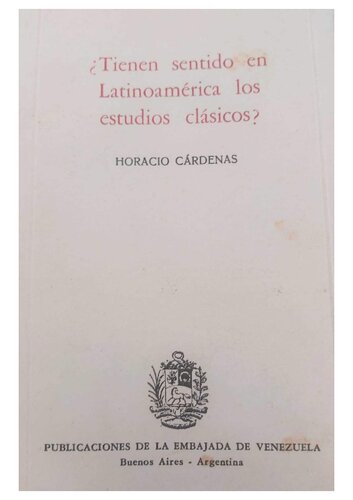 ¿Tienen sentido en
Latinoamérica los
estudios clásicos?
HORACIO CÁRDENAS
PUBLICACIONES DE LA EMBAJADA DE VENEZUELA
Buenos Aires - Argentina